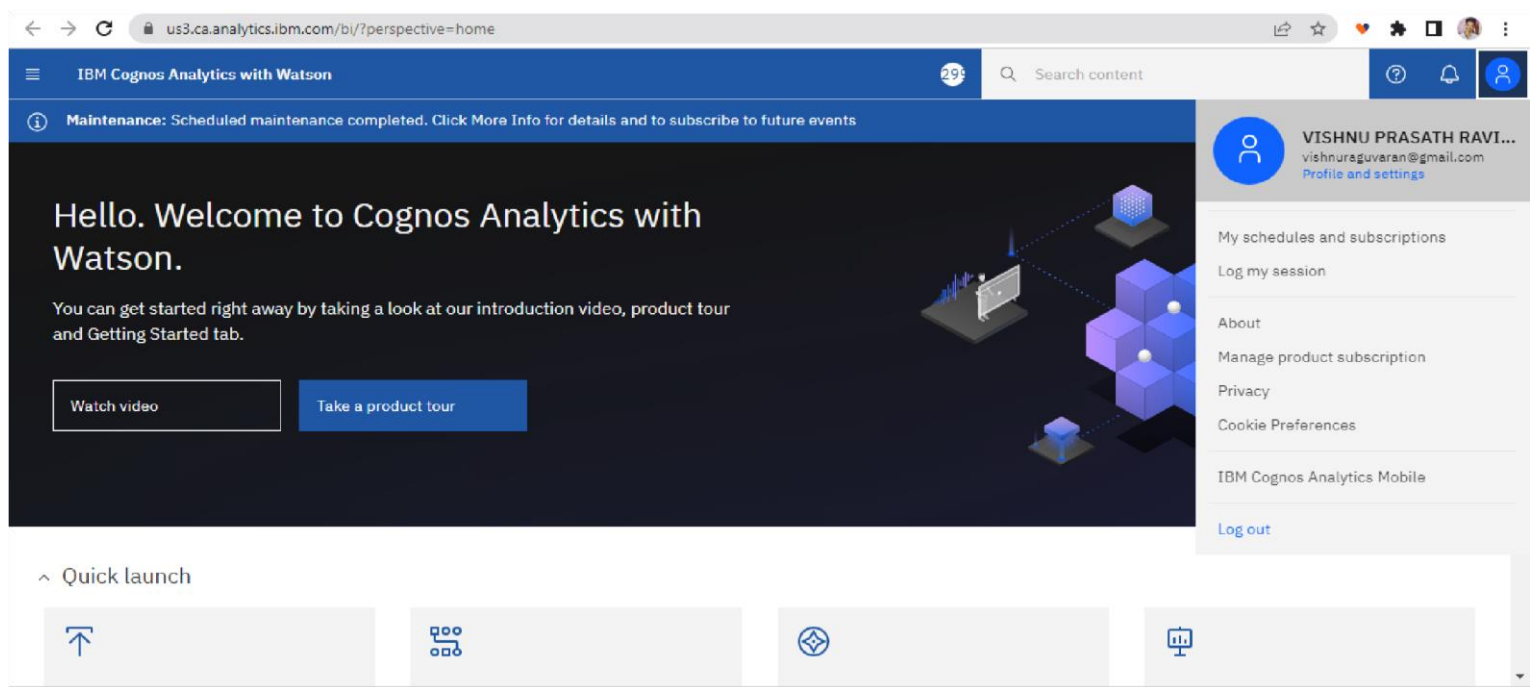 us3.ca.analytics.ibm.com/bi/?perspective=home
IBM Cognos Analytics with Watson
299
Search content
Maintenance: Scheduled maintenance completed. Click More Info for details and to subscribe to future events
VISHNU PRASATH RAVI...
vishnuraguvaran@gmail.com
Profile and settings
Hello. Welcome to Cognos Analytics with
Watson.
You can get started right away by taking a look at our introduction video, product tour
and Getting Started tab.
Watch video
Take a product tour
My schedules and subscriptions
Log my session
About
Manage product subscription
Privacy
Cookie Preferences
IBM Cognos Analytics Mobile
Log out
Quick launch